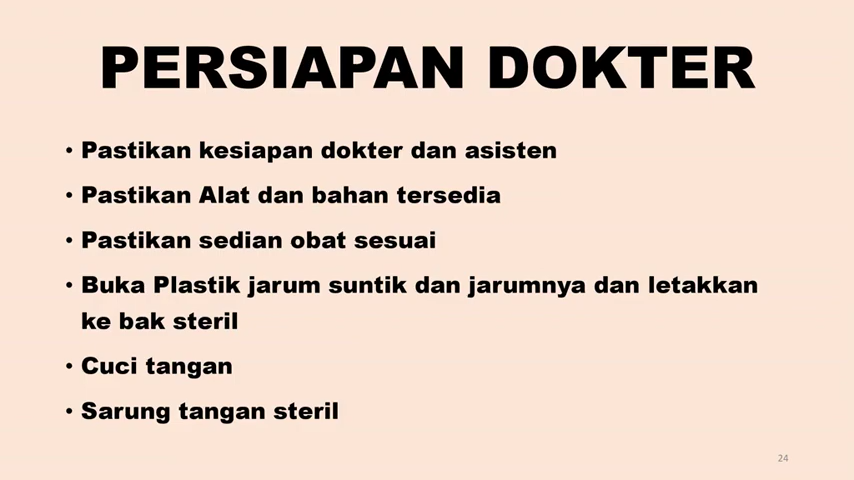 PERSIAPAN DOKTER
• Pastikan kesiapan dokter dan asisten
• Pastikan Alat dan bahan tersedia
• Pastikan sedian obat sesuai
• Buka Plastik jarum suntik dan jarumnya dan letakkan
ke bak steril
• Cuci tangan
• Sarung tangan steril
24